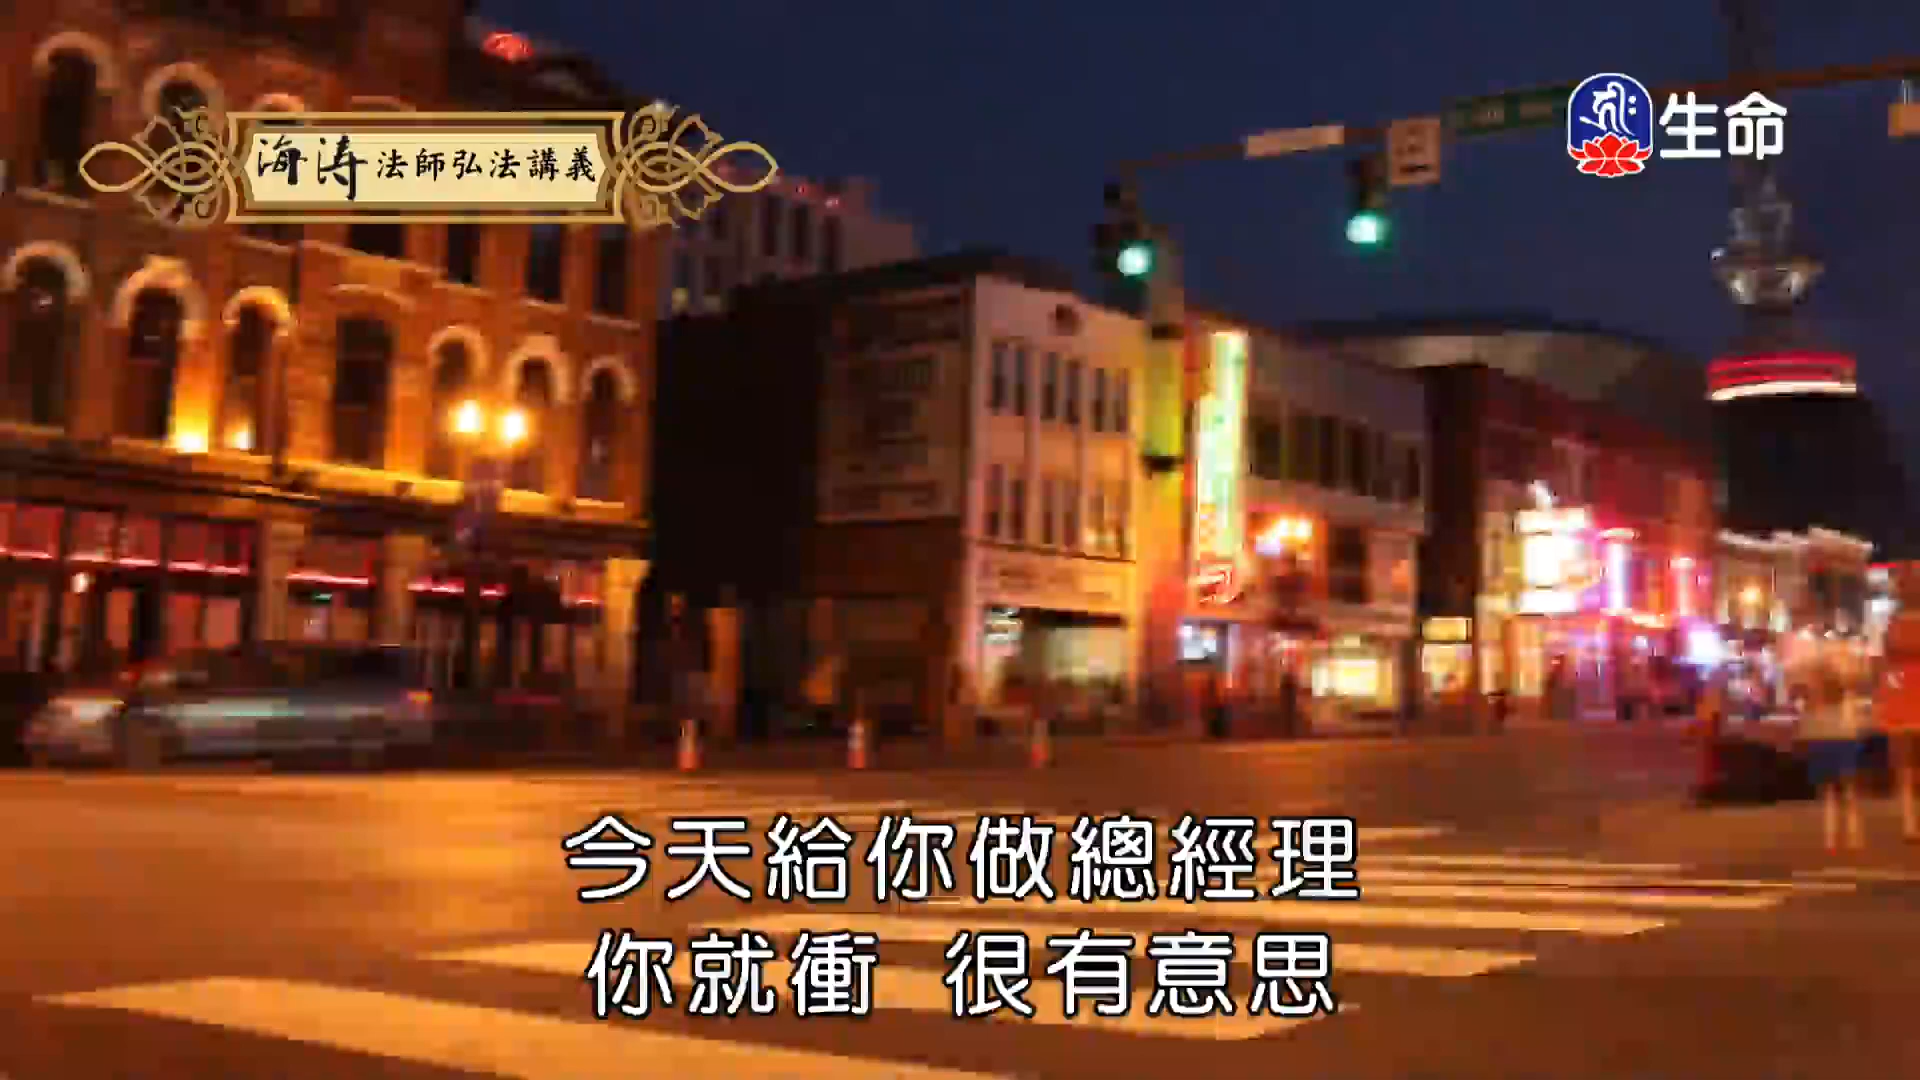 海濤法師弘法講義
生命
今天給你做總經理
你就衝 很有意思